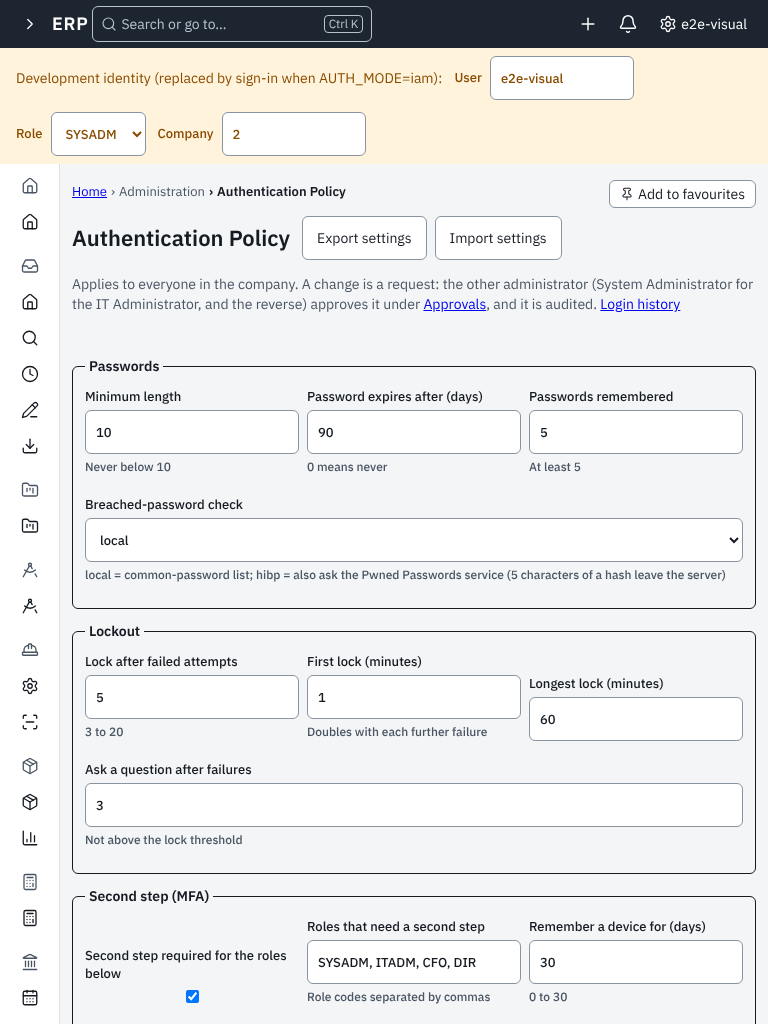 ERP
Search or go to...
Ctrl K
e2e-visual
Development identity (replaced by sign-in when AUTH_MODE=iam):
User
e2e-visual
Role
SYSADM
Company
2
Home › Administration › Authentication Policy
Add to favourites
Authentication Policy
Export settings
Import settings
Applies to everyone in the company. A change is a request: the other administrator (System Administrator for
the IT Administrator, and the reverse) approves it under Approvals, and it is audited. Login history
Passwords
Minimum length
Password expires after (days)
Passwords remembered
10
90
5
Never below 10
0 means never
At least 5
Breached-password check
local
local = common-password list; hibp = also ask the Pwned Passwords service (5 characters of a hash leave the server)
Lockout
Lock after failed attempts
First lock (minutes)
Longest lock (minutes)
5
1
60
3 to 20
Doubles with each further failure
Ask a question after failures
3
Not above the lock threshold
Second step (MFA)
Second step required for the roles
below
Roles that need a second step
Remember a device for (days)
SYSADM, ITADM, CFO, DIR
30
Role codes separated by commas
0 to 30